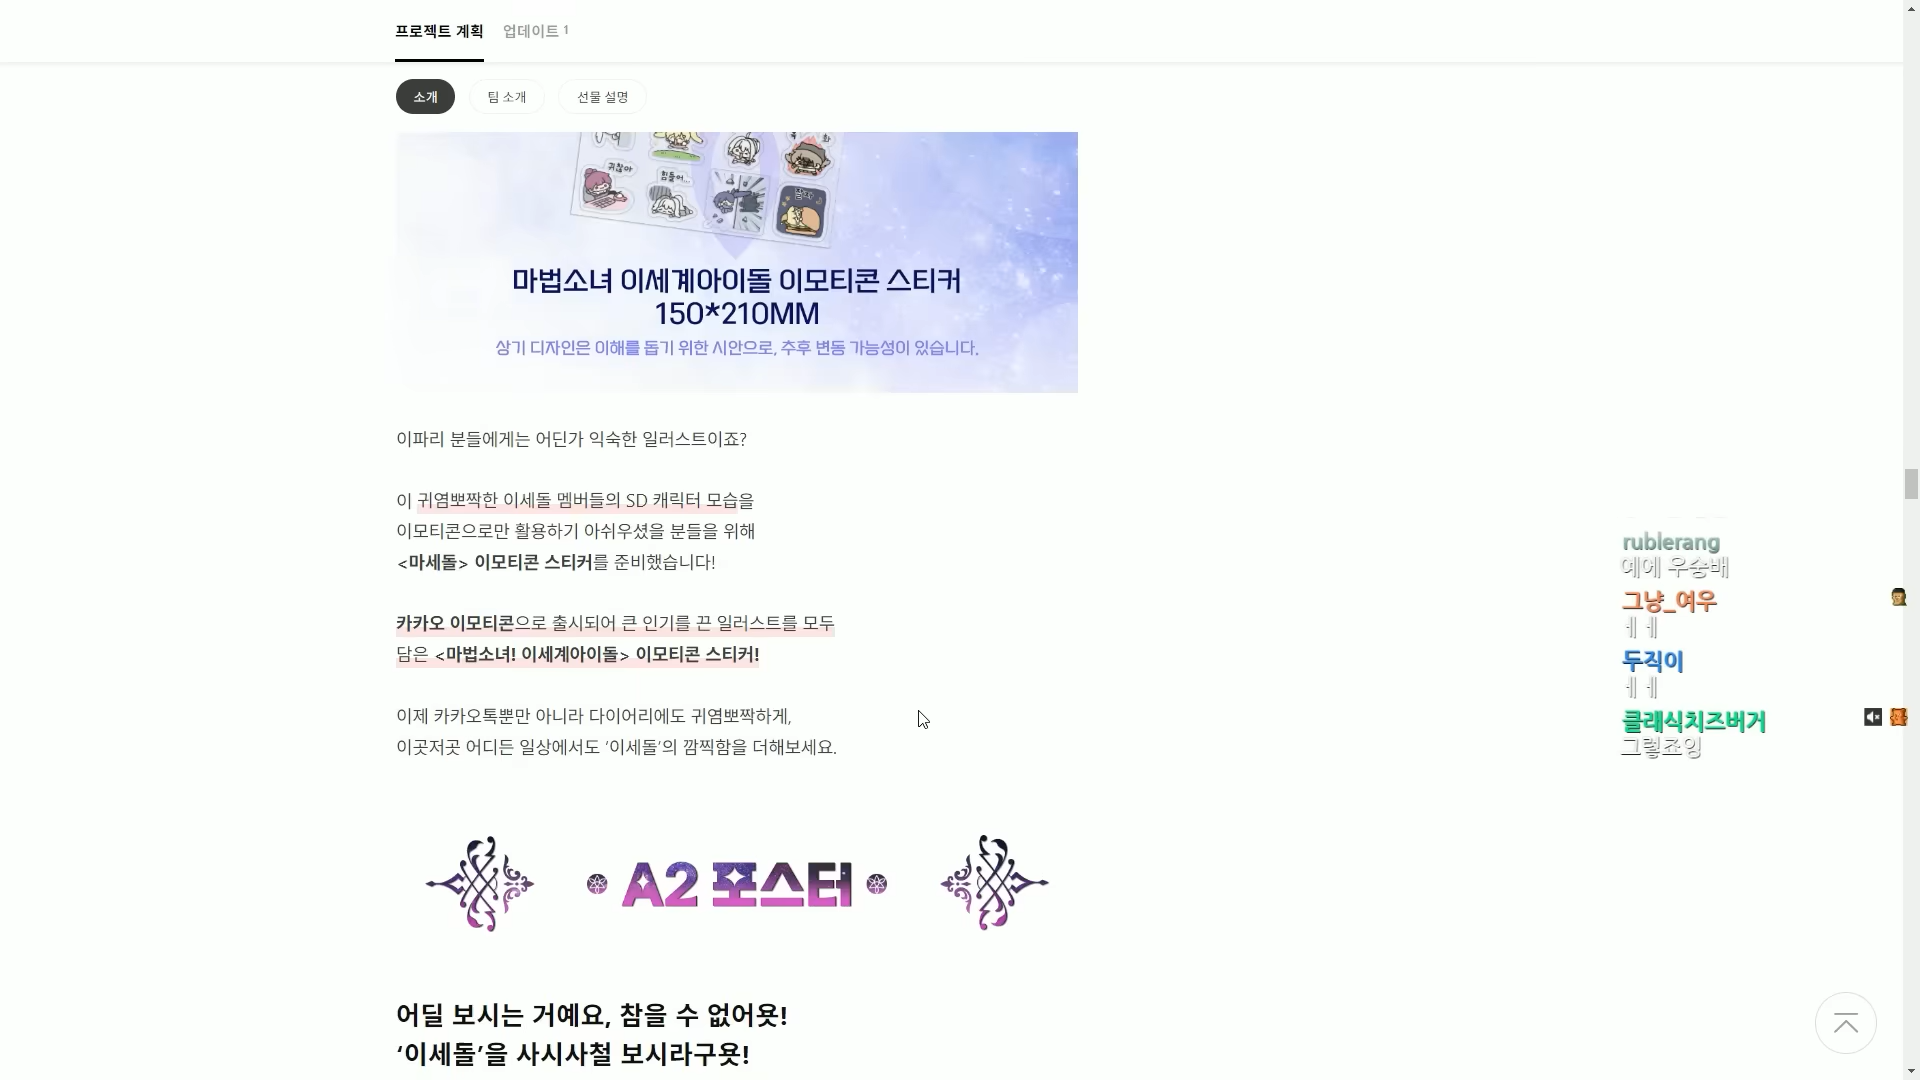 프로젝트 계획 업데이트 1
소개 팀 소개 선물 설명
귀찮아 힘들어...
마법소녀 이세계아이돌 이모티콘 스티커
150*210MM
상기 디자인은 이해를 돕기 위한 시안으로, 추후 변동 가능성이 있습니다.
이파리 분들에게는 어딘가 익숙한 일러스트이죠?
이 귀염뽀짝한 이세돌 멤버들의 SD 캐릭터 모습을
이모티콘으로만 활용하기 아쉬우셨을 분들을 위해
<마세돌> 이모티콘 스티커를 준비했습니다!
카카오 이모티콘으로 출시되어 큰 인기를 끈 일러스트를 모두
담은 <마법소녀! 이세계아이돌> 이모티콘 스티커!
이제 카카오톡뿐만 아니라 다이어리에도 귀염뽀짝하게,
이곳저곳 어디든 일상에서도 '이세돌'의 깜찍함을 더해보세요.
A2 포스터
어딜 보시는 거예요, 참을 수 없어욧!
‘이세돌’을 사시사철 보시라구욧!
rublerang
예에 우승배
그냥_여우
ㅔㅔ
두직이
ㅔㅔ
클래식치즈버거
그렇죠잉